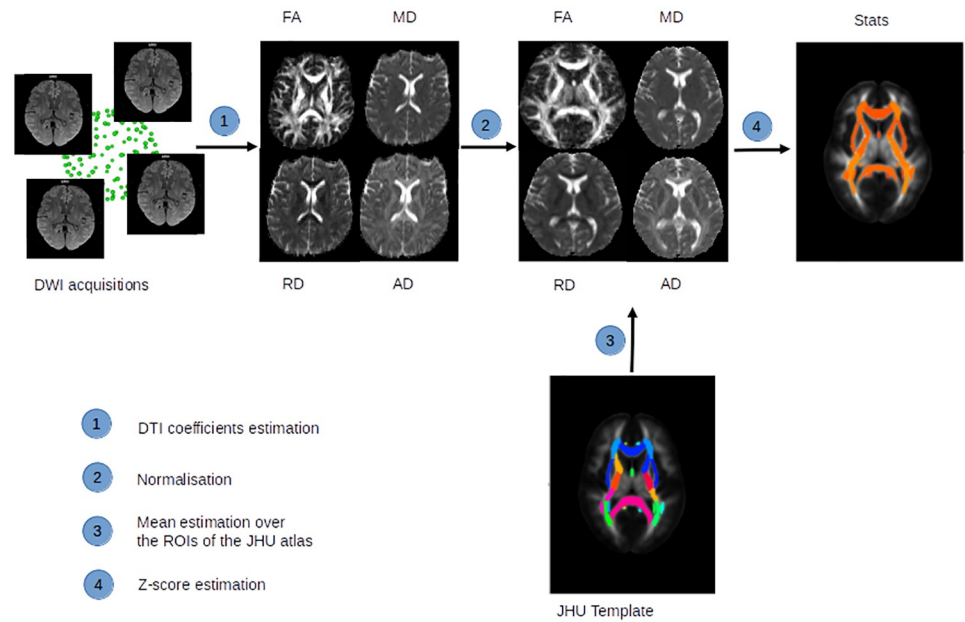 FA
MD
FA
MD
Stats
1
2
4
DWI acquisitions
RD
AD
RD
AD
3
1
DTI coefficients estimation
2
Normalisation
3
Mean estimation over
the ROIs of the JHU atlas
4
Z-score estimation
JHU Template